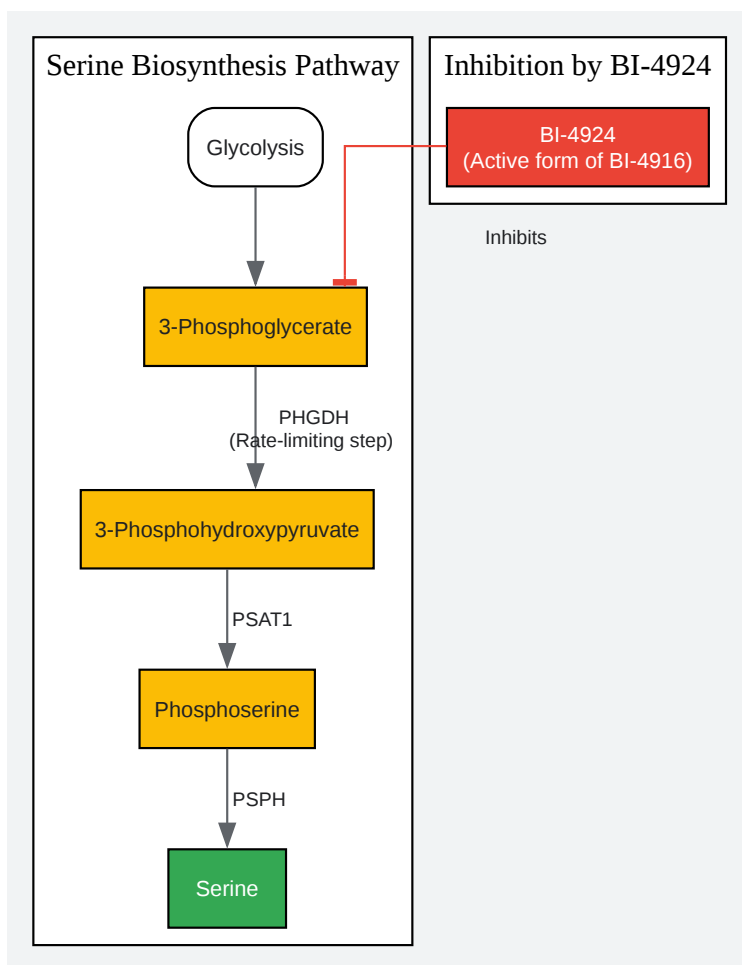 Serine Biosynthesis Pathway
Inhibition by BI-4924
Glycolysis
BI-4924
(Active form of BI-4916)
Inhibits
3-Phosphoglycerate
PHGDH
(Rate-limiting step)
3-Phosphohydroxypyruvate
PSAT1
Phosphoserine
PSPH
Serine